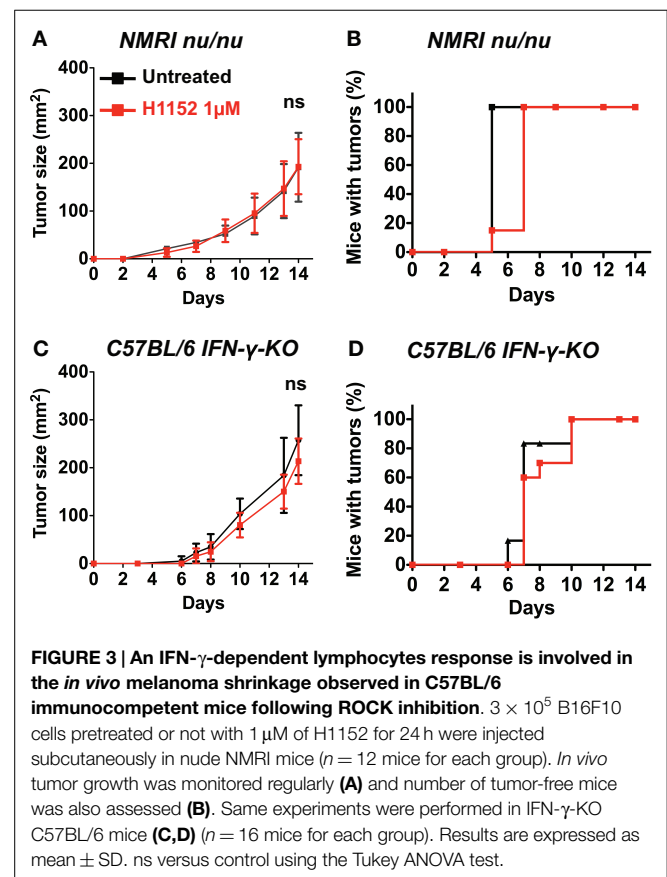 A
NMRI nu/nu
400
300
200
100
0
Tumor size (mm²)
Untreated
H1152 1μM
ns
0 2 4 6 8 10 12 14
Days
B
NMRI nu/nu
100
80
60
40
20
0
Mice with tumors (%)
0 2 4 6 8 10 12 14
Days
C
C57BL/6 IFN-γ-KO
400
300
200
100
0
Tumor size (mm²)
ns
0 2 4 6 8 10 12 14
Days
D
C57BL/6 IFN-γ-KO
100
80
60
40
20
0
Mice with tumors (%)
0 2 4 6 8 10 12 14
Days
FIGURE 3 | An IFN-γ-dependent lymphocytes response is involved in
the in vivo melanoma shrinkage observed in C57BL/6
immunocompetent mice following ROCK inhibition. 3 × 10⁵ B16F10
cells pretreated or not with 1 μM of H1152 for 24 h were injected
subcutaneously in nude NMRI mice (n = 12 mice for each group). In vivo
tumor growth was monitored regularly (A) and number of tumor-free mice
was also assessed (B). Same experiments were performed in IFN-γ-KO
C57BL/6 mice (C,D) (n = 16 mice for each group). Results are expressed as
mean ± SD. ns versus control using the Tukey ANOVA test.